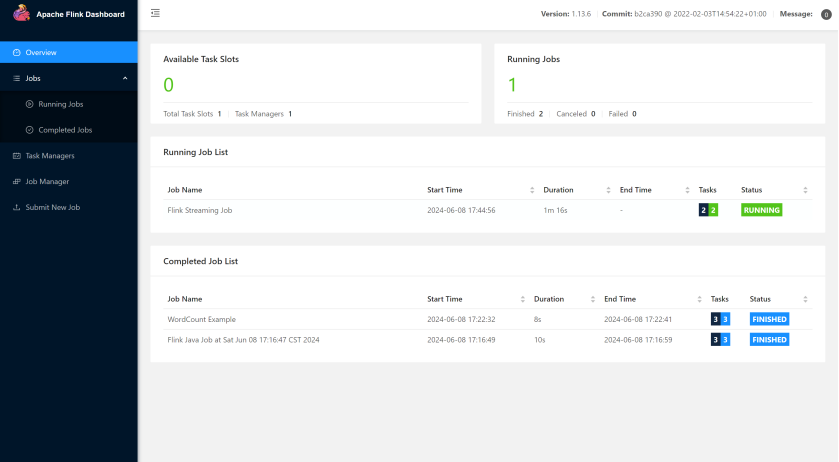 Apache Flink Dashboard
Version: 1.13.6 Commit: b2ca390 @ 2022-02-03T14:54:22+01:00 Message: 0
Overview
Jobs
Running Jobs
Completed Jobs
Task Managers
Job Manager
Submit New Job
Available Task Slots
0
Total Task Slots 1 Task Managers 1
Running Jobs
1
Finished 2 Canceled 0 Failed 0
Running Job List
Job Name Start Time Duration End Time Tasks Status
Flink Streaming Job 2024-06-08 17:44:56 1m 16s - 2 2 RUNNING
Completed Job List
Job Name Start Time Duration End Time Tasks Status
WordCount Example 2024-06-08 17:22:32 8s 2024-06-08 17:22:41 3 3 FINISHED
Flink Java Job at Sat Jun 08 17:16:47 CST 2024 2024-06-08 17:16:49 10s 2024-06-08 17:16:59 3 3 FINISHED